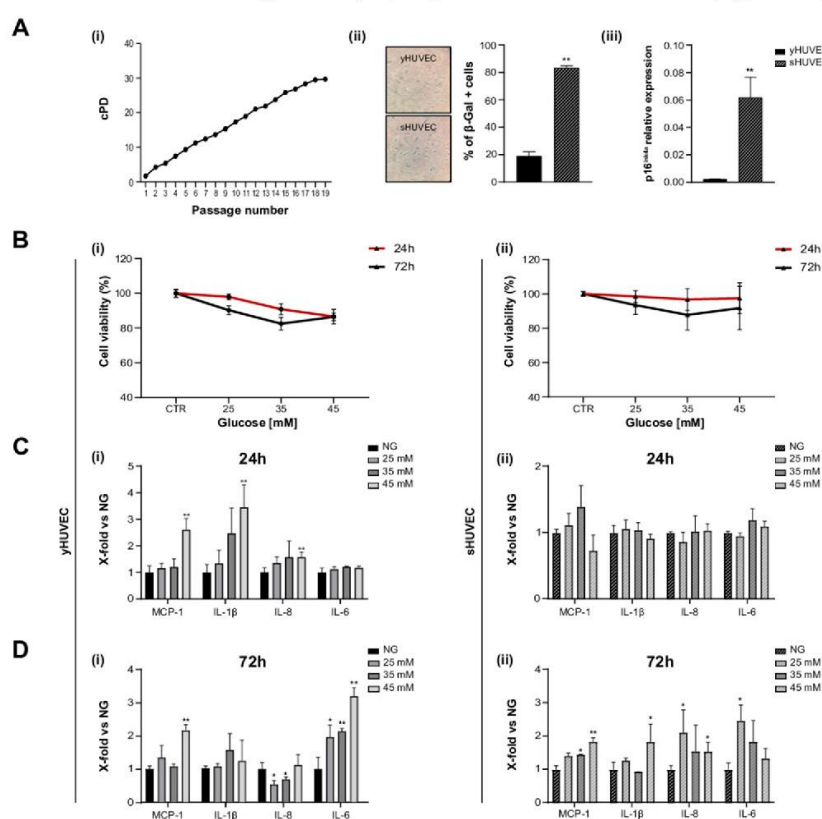 A
(i)
cPD
40
30
20
10
0
1 2 3 4 5 6 7 8 9 10 11 12 13 14 15 16 17 18 19
Passage number
(ii)
yHUVEC
sHUVEC
% of β-Gal + cells
100
80
60
40
20
0
**
(iii)
p16 relative expression
0.10
0.08
0.06
0.04
0.02
0.00
**
yHUVE
sHUVE
B
yHUVEC
(i)
24h
72h
Cell viability (%)
120
100
80
60
40
CTR 25 35 45
Glucose [mM]
sHUVEC
(ii)
24h
72h
Cell viability (%)
120
100
80
60
40
CTR 25 35 45
Glucose [mM]
C
(i)
24h
NG
25 mM
35 mM
45 mM
X-fold vs NG
5
4
3
2
1
0
** ** **
MCP-1 IL-1β IL-8 IL-6
(ii)
24h
NG
25 mM
35 mM
45 mM
X-fold vs NG
2
1
0
MCP-1 IL-1β IL-8 IL-6
D
(i)
72h
NG
25 mM
35 mM
45 mM
X-fold vs NG
4
3
2
1
0
** * * * ** **
MCP-1 IL-1β IL-8 IL-6
(ii)
72h
NG
25 mM
35 mM
45 mM
X-fold vs NG
4
3
2
1
0
* ** * * * *
MCP-1 IL-1β IL-8 IL-6